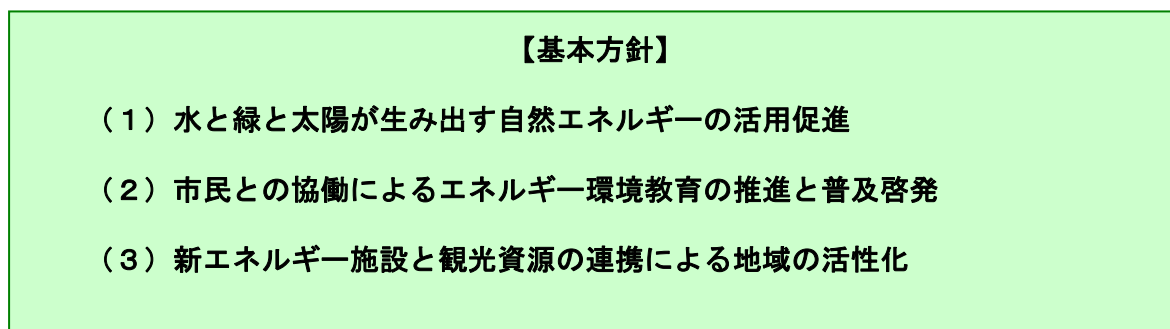 【基本方針】
（１）水と緑と太陽が生み出す自然エネルギーの活用促進
（２）市民との協働によるエネルギー環境教育の推進と普及啓発
（３）新エネルギー施設と観光資源の連携による地域の活性化